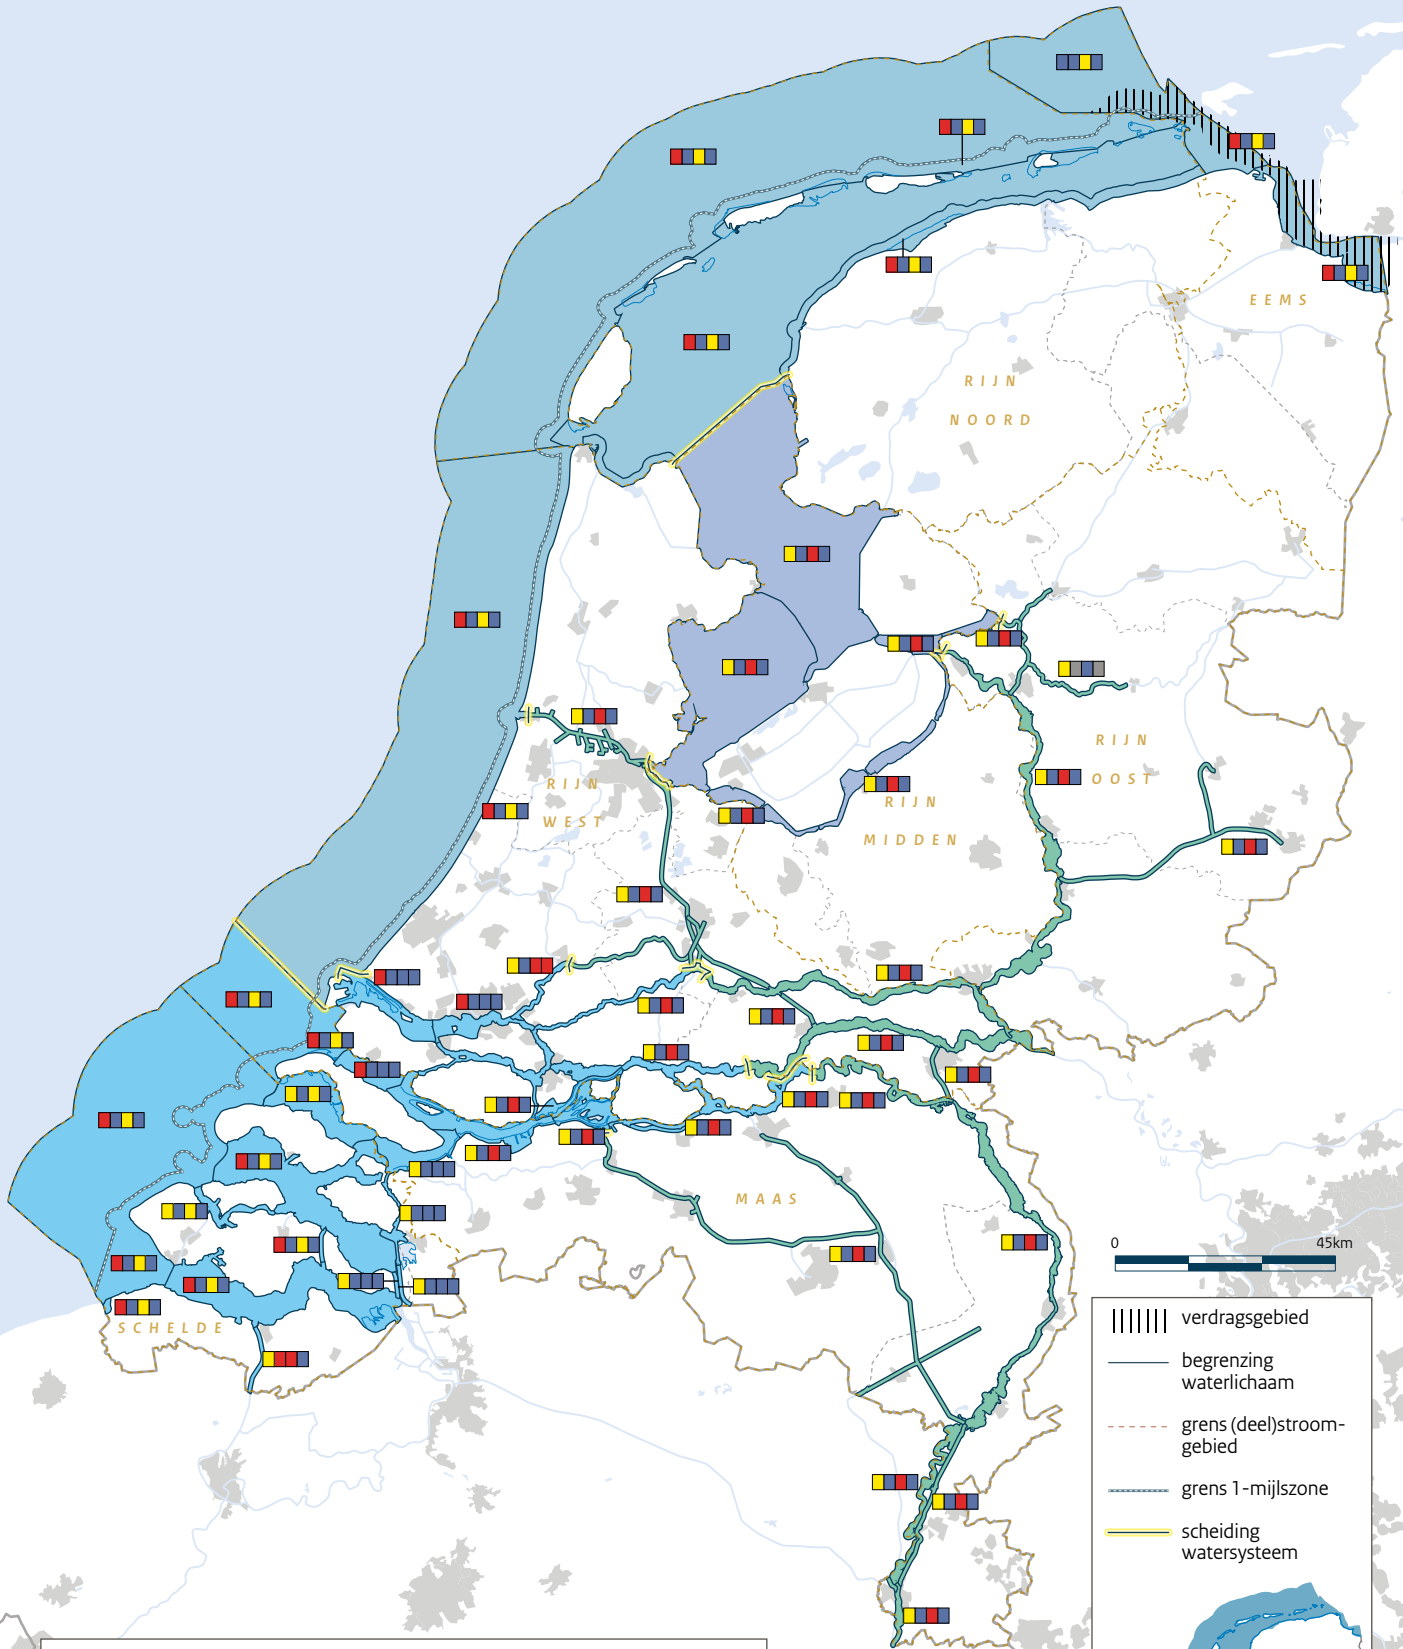 EEMS
RIJN
NOORD
RIJN
OOST
RIJN
WEST
RIJN
MIDDEN
MAAS
SCHELDE
0 45km
verdragsgebied
begrenzing
waterlichaam
grens (deel)stroom-
gebied
grens 1-mijlszone
scheiding
watersysteem